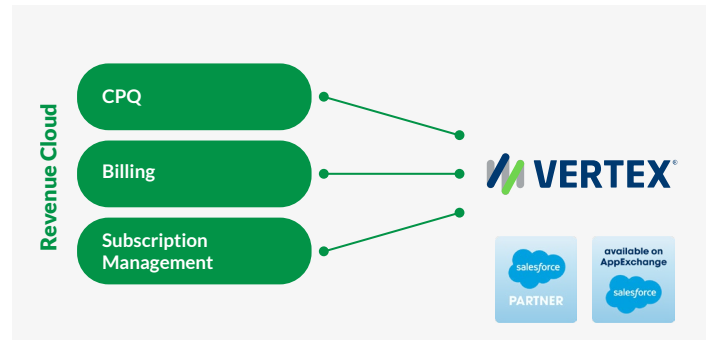 Revenue Cloud
CPQ
Billing
Subscription
Management
VERTEX®
salesforce
PARTNER
available on
AppExchange
salesforce